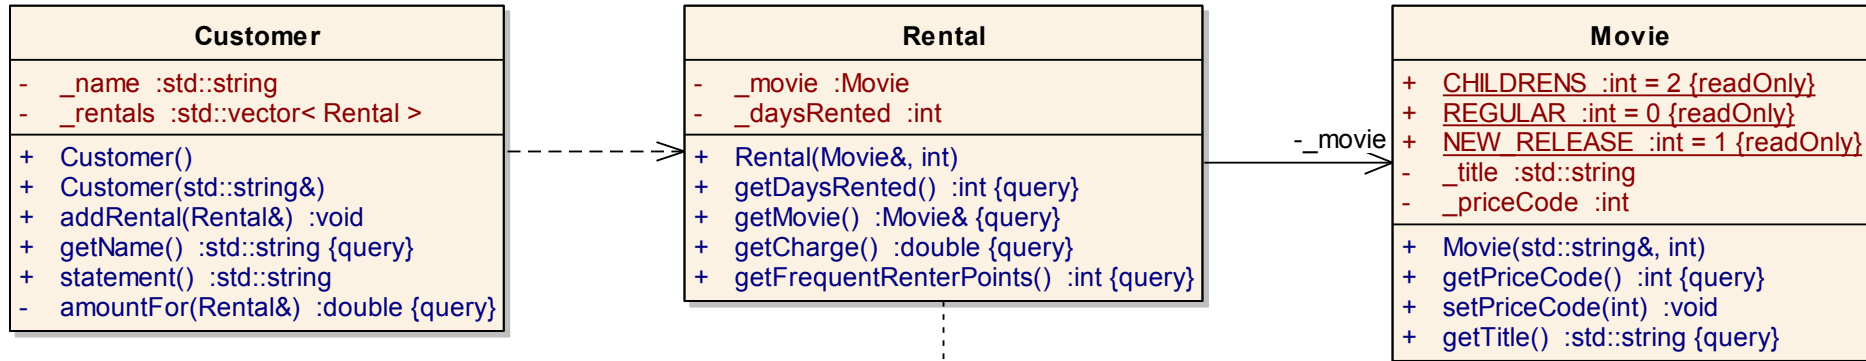 Customer
- _name :std::string
- _rentals :std::vector< Rental >
+ Customer()
+ Customer(std::string&)
+ addRental(Rental&) :void
+ getName() :std::string {query}
+ statement() :std::string
- amountFor(Rental&) :double {query}
Rental
- _movie :Movie
- _daysRented :int
+ Rental(Movie&, int)
+ getDaysRented() :int {query}
+ getMovie() :Movie& {query}
+ getCharge() :double {query}
+ getFrequentRenterPoints() :int {query}
-_movie
Movie
+ CHILDRENS :int = 2 {readOnly}
+ REGULAR :int = 0 {readOnly}
+ NEW_RELEASE :int = 1 {readOnly}
- _title :std::string
- _priceCode :int
+ Movie(std::string&, int)
+ getPriceCode() :int {query}
+ setPriceCode(int) :void
+ getTitle() :std::string {query}